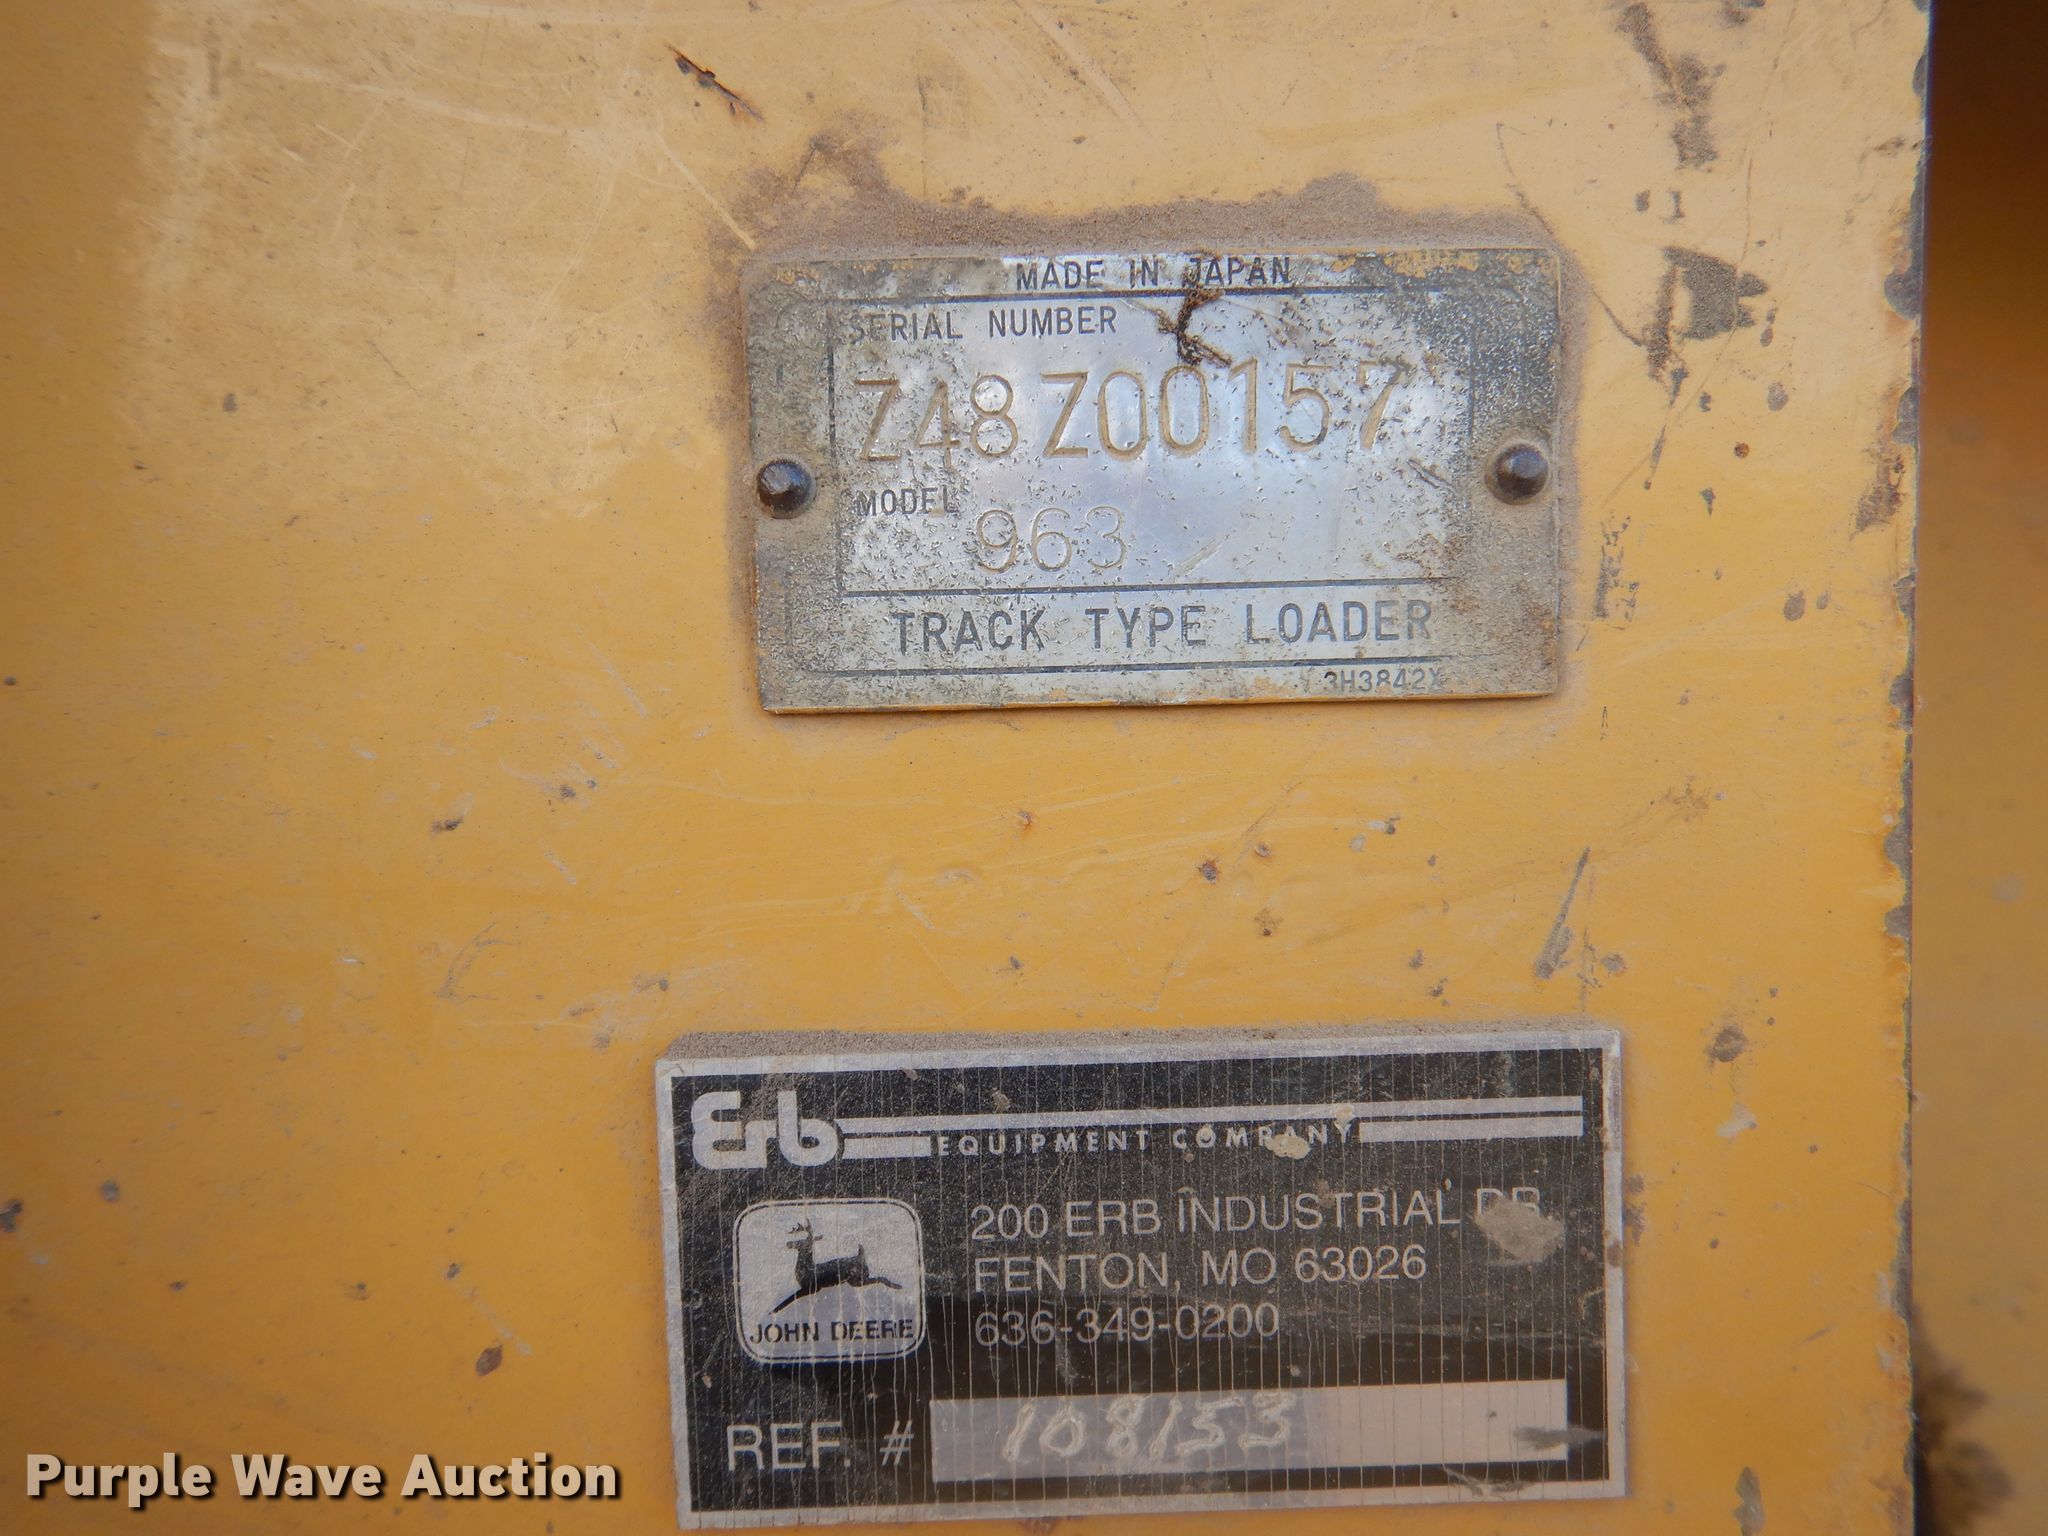 MADE IN JAPAN
SERIAL NUMBER
Z48Z00157
MODEL 963
TRACK TYPE LOADER
3H3842X
Erb EQUIPMENT COMPANY
200 ERB INDUSTRIAL DR.
FENTON, MO 63026
636-349-0200
JOHN DEERE
REF. # 108153
Purple Wave Auction